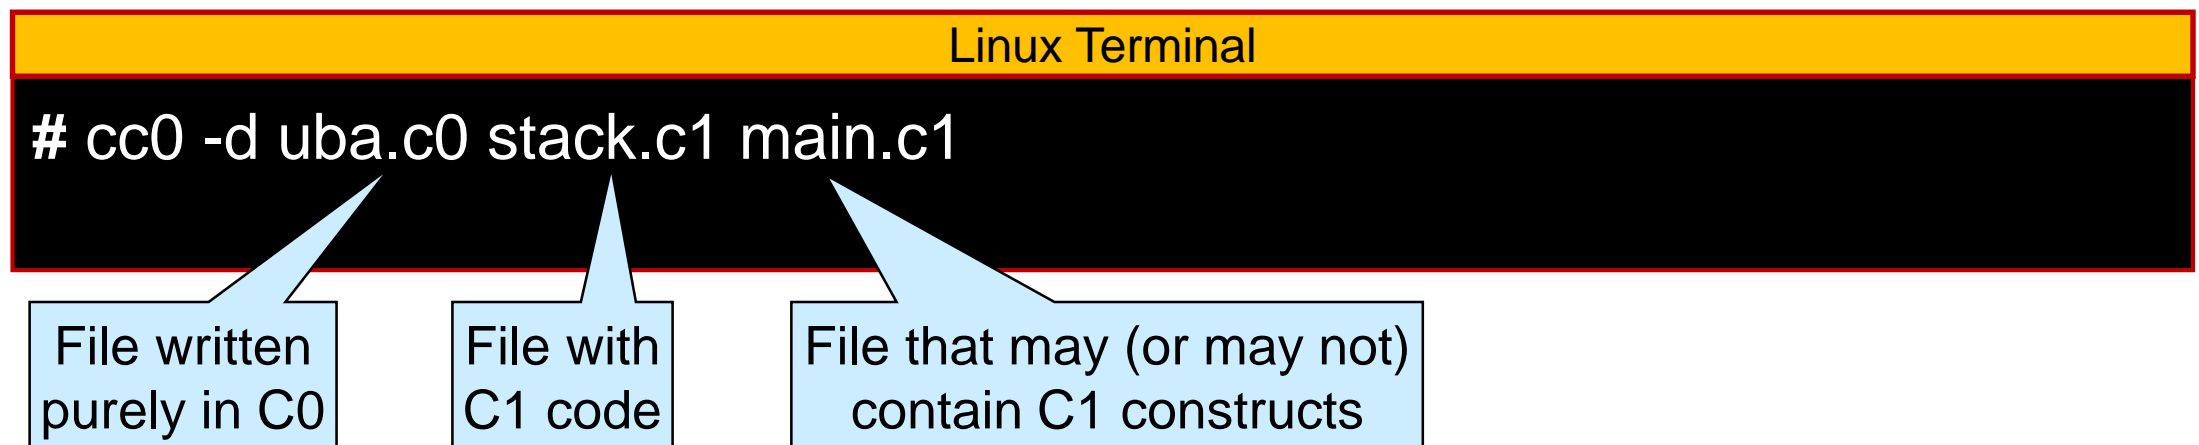 Linux Terminal
# cc0 -d uba.c0 stack.c1 main.c1
File written
purely in C0
File with
C1 code
File that may (or may not)
contain C1 constructs